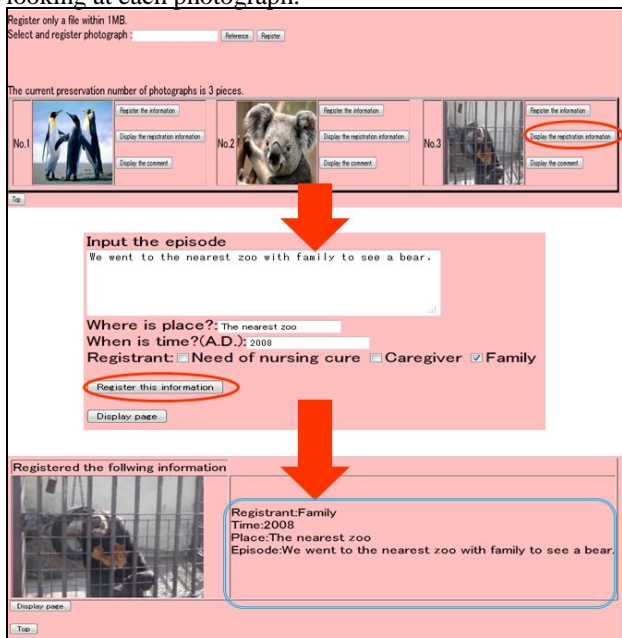 looking at each photograph.
Register only a file within 1MB.
Select and register photograph : Reference Register
The current preservation number of photographs is 3 pieces.
No.1
Register the information
Display the registration information
Display the comment
No.2
Register the information
Display the registration information
Display the comment
No.3
Register the information
Display the registration information
Display the comment
Top
Input the episode
We went to the nearest zoo with family to see a bear.
Where is place?: The nearest zoo
When is time?(A.D.): 2008
Registrant: Need of nursing cure Caregiver Family
Register this information
Display page
Registered the follwing information
Registrant:Family
Time:2008
Place:The nearest zoo
Episode:We went to the nearest zoo with family to see a bear.
Display page
Top